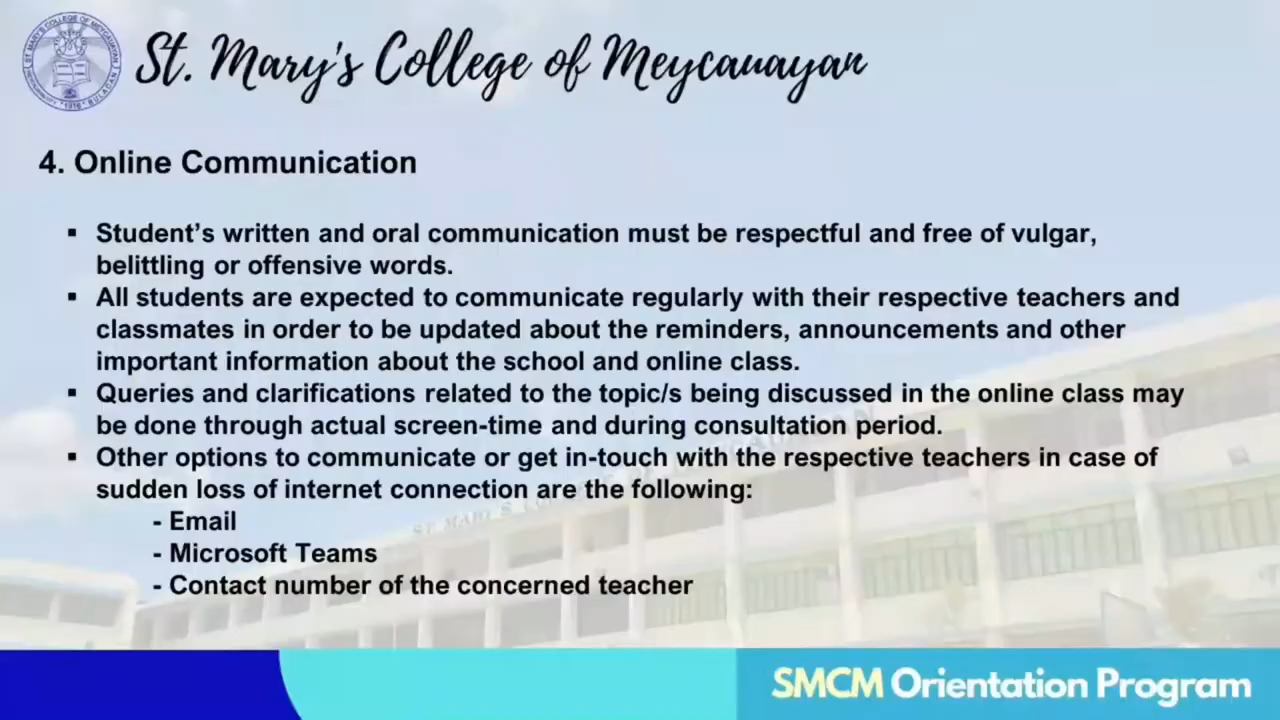 St. Mary's College of Meycauayan
4. Online Communication
▪ Student’s written and oral communication must be respectful and free of vulgar,
belittling or offensive words.
▪ All students are expected to communicate regularly with their respective teachers and
classmates in order to be updated about the reminders, announcements and other
important information about the school and online class.
▪ Queries and clarifications related to the topic/s being discussed in the online class may
be done through actual screen-time and during consultation period.
▪ Other options to communicate or get in-touch with the respective teachers in case of
sudden loss of internet connection are the following:
- Email
- Microsoft Teams
- Contact number of the concerned teacher
SMCM Orientation Program